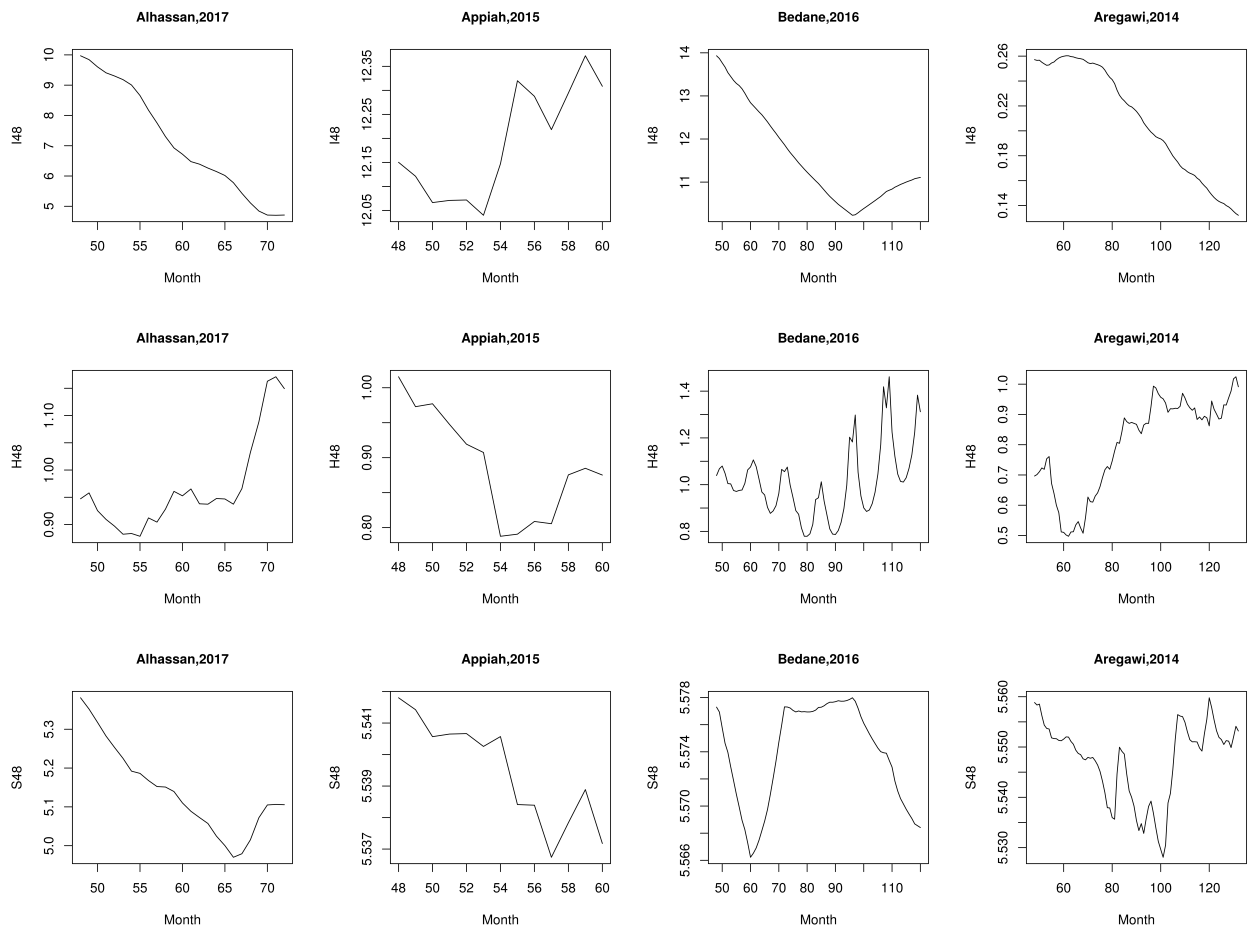 Alhassan,2017
I48
10
9
8
7
6
5
50 55 60 65 70
Month
Appiah,2015
I48
12.35
12.25
12.15
12.05
48 50 52 54 56 58 60
Month
Bedane,2016
I48
14
13
12
11
50 60 70 80 90 110
Month
Aregawi,2014
I48
0.26
0.22
0.18
0.14
60 80 100 120
Month
Alhassan,2017
H48
1.10
1.00
0.90
50 55 60 65 70
Month
Appiah,2015
H48
1.00
0.90
0.80
48 50 52 54 56 58 60
Month
Bedane,2016
H48
1.4
1.2
1.0
0.8
50 60 70 80 90 110
Month
Aregawi,2014
H48
1.0
0.9
0.8
0.7
0.6
0.5
60 80 100 120
Month
Alhassan,2017
S48
5.3
5.2
5.1
5.0
50 55 60 65 70
Month
Appiah,2015
S48
5.541
5.539
5.537
48 50 52 54 56 58 60
Month
Bedane,2016
S48
5.578
5.574
5.570
5.566
50 60 70 80 90 110
Month
Aregawi,2014
S48
5.560
5.550
5.540
5.530
60 80 100 120
Month